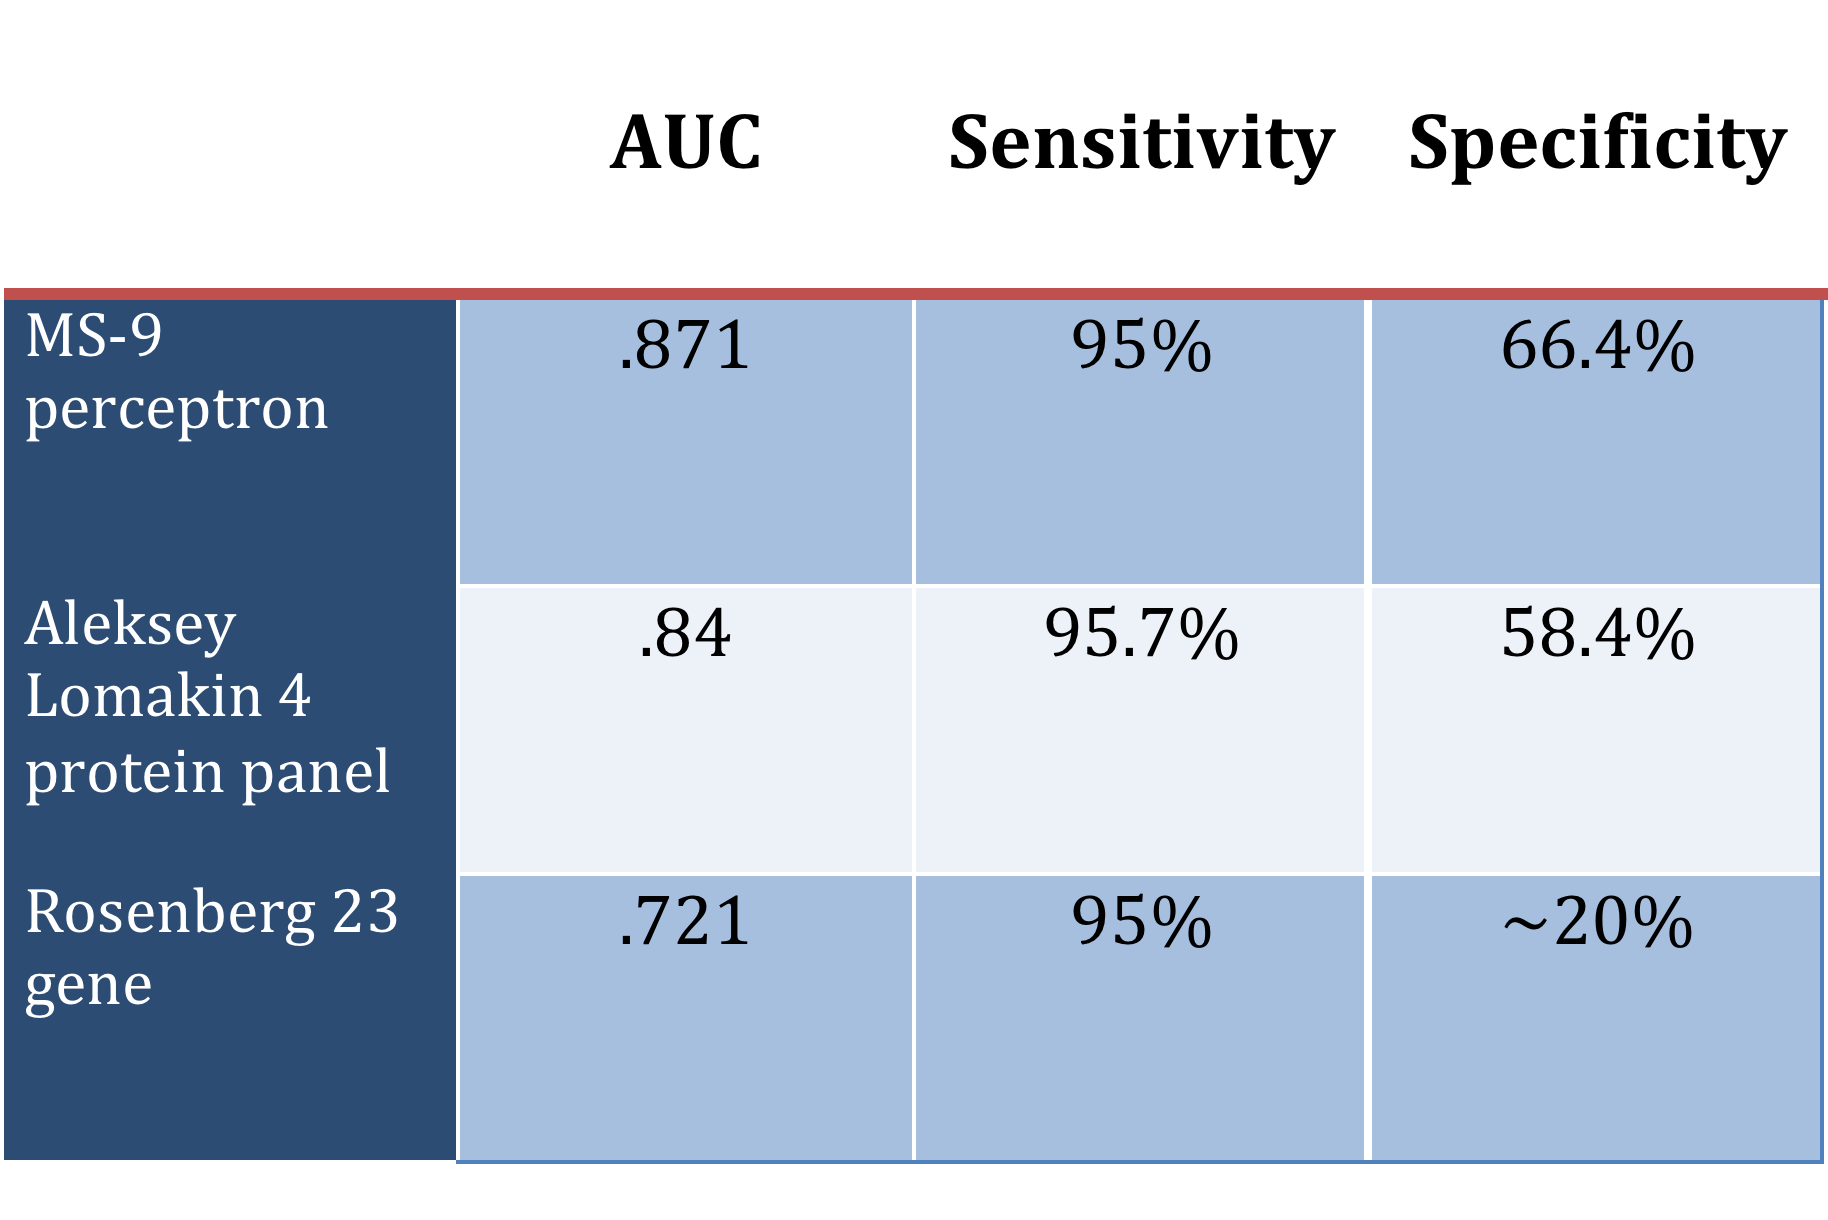 AUC Sensitivity Specificity
MS-9 .871 95% 66.4%
perceptron
Aleksey .84 95.7% 58.4%
Lomakin 4
protein panel
Rosenberg 23 .721 95% ~20%
gene